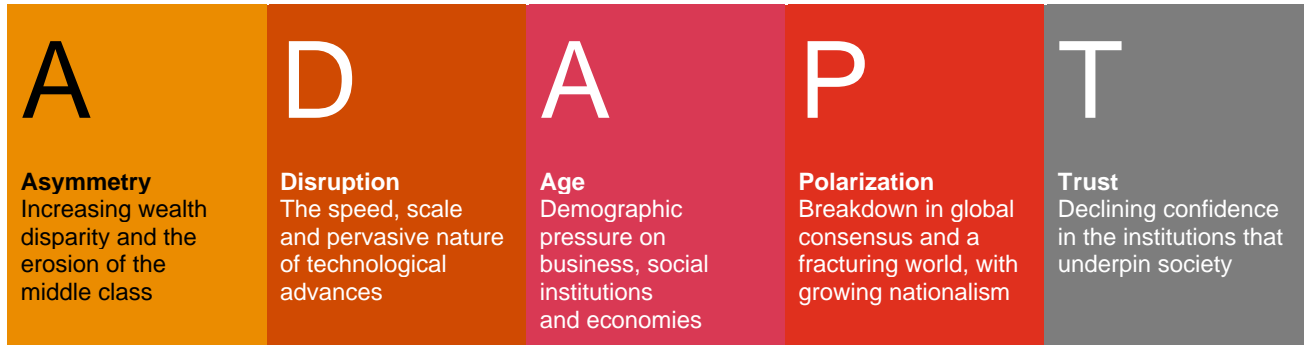 A
Asymmetry
Increasing wealth
disparity and the
erosion of the
middle class
D
Disruption
The speed, scale
and pervasive nature
of technological
advances
A
Age
Demographic
pressure on
business, social
institutions
and economies
P
Polarization
Breakdown in global
consensus and a
fracturing world, with
growing nationalism
T
Trust
Declining confidence
in the institutions that
underpin society